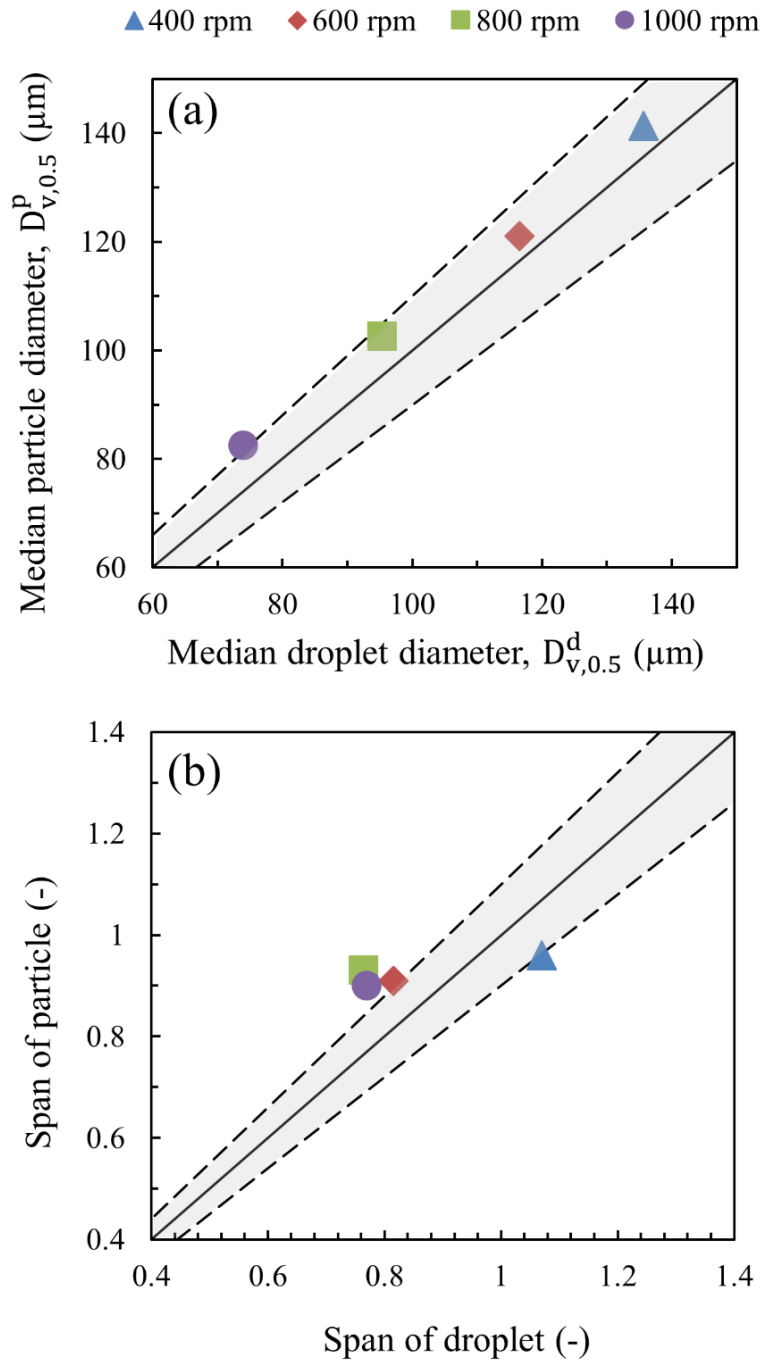 400 rpm 600 rpm 800 rpm 1000 rpm
(a)
Median particle diameter, D^p_v,0.5 (μm)
140
120
100
80
60
60 80 100 120 140
Median droplet diameter, D^d_v,0.5 (μm)
(b)
Span of particle (-)
1.4
1.2
1
0.8
0.6
0.4
0.4 0.6 0.8 1 1.2 1.4
Span of droplet (-)